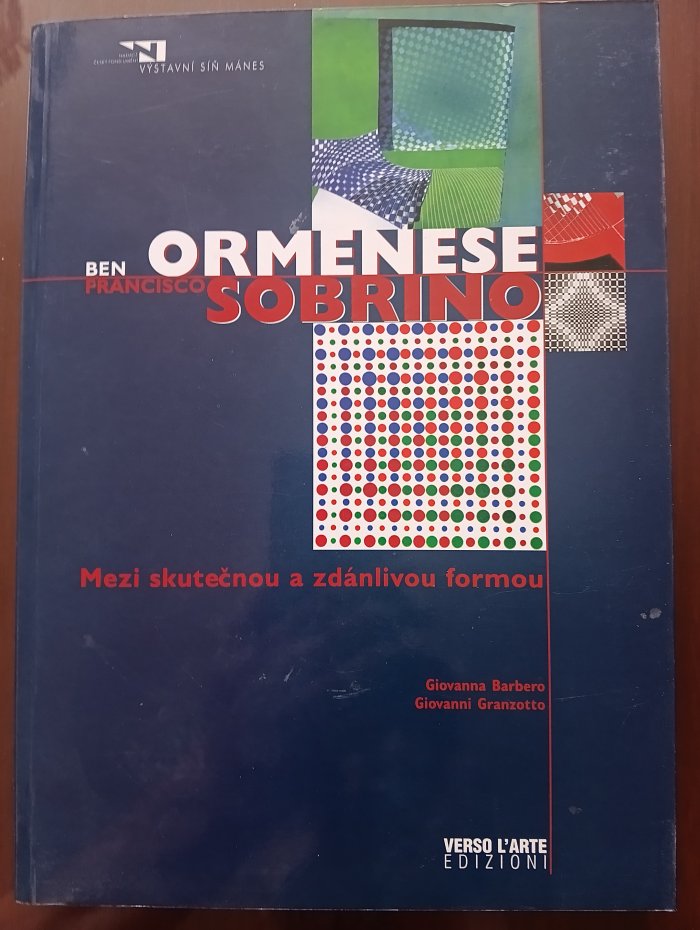 VÝSTAVNÍ SÍŇ MÁNES
BEN ORMENESE
FRANCISCO SOBRINO
Mezi skutečnou a zdánlivou formou
Giovanna Barbero
Giovanni Granzotto
VERSO L'ARTE
EDIZIONI